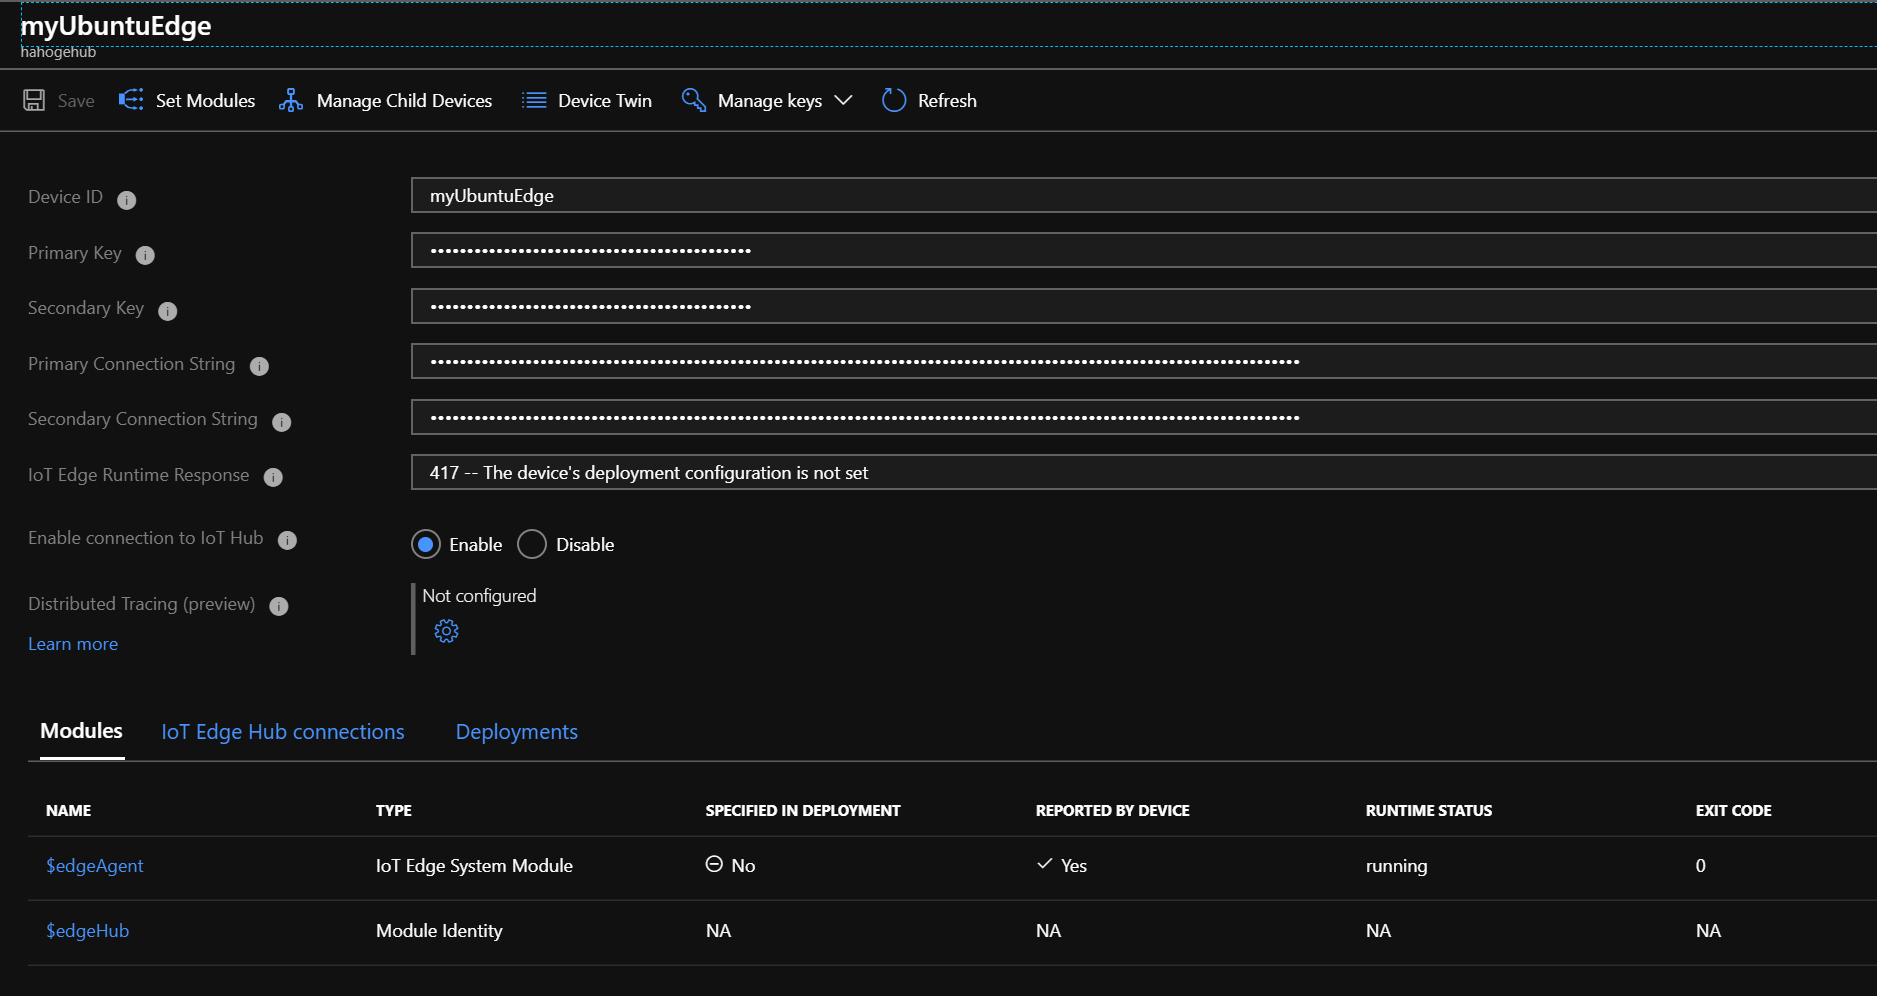 myUbuntuEdge
hahogehub
Save Set Modules Manage Child Devices Device Twin Manage keys Refresh
Device ID myUbuntuEdge
Primary Key ••••••••••••••••••••••••••••••••••••••••••••
Secondary Key ••••••••••••••••••••••••••••••••••••••••••••
Primary Connection String
Secondary Connection String
IoT Edge Runtime Response 417 -- The device's deployment configuration is not set
Enable connection to IoT Hub Enable Disable
Distributed Tracing (preview) Not configured
Learn more
Modules IoT Edge Hub connections Deployments
NAME TYPE SPECIFIED IN DEPLOYMENT REPORTED BY DEVICE RUNTIME STATUS EXIT CODE
$edgeAgent IoT Edge System Module No Yes running 0
$edgeHub Module Identity NA NA NA NA